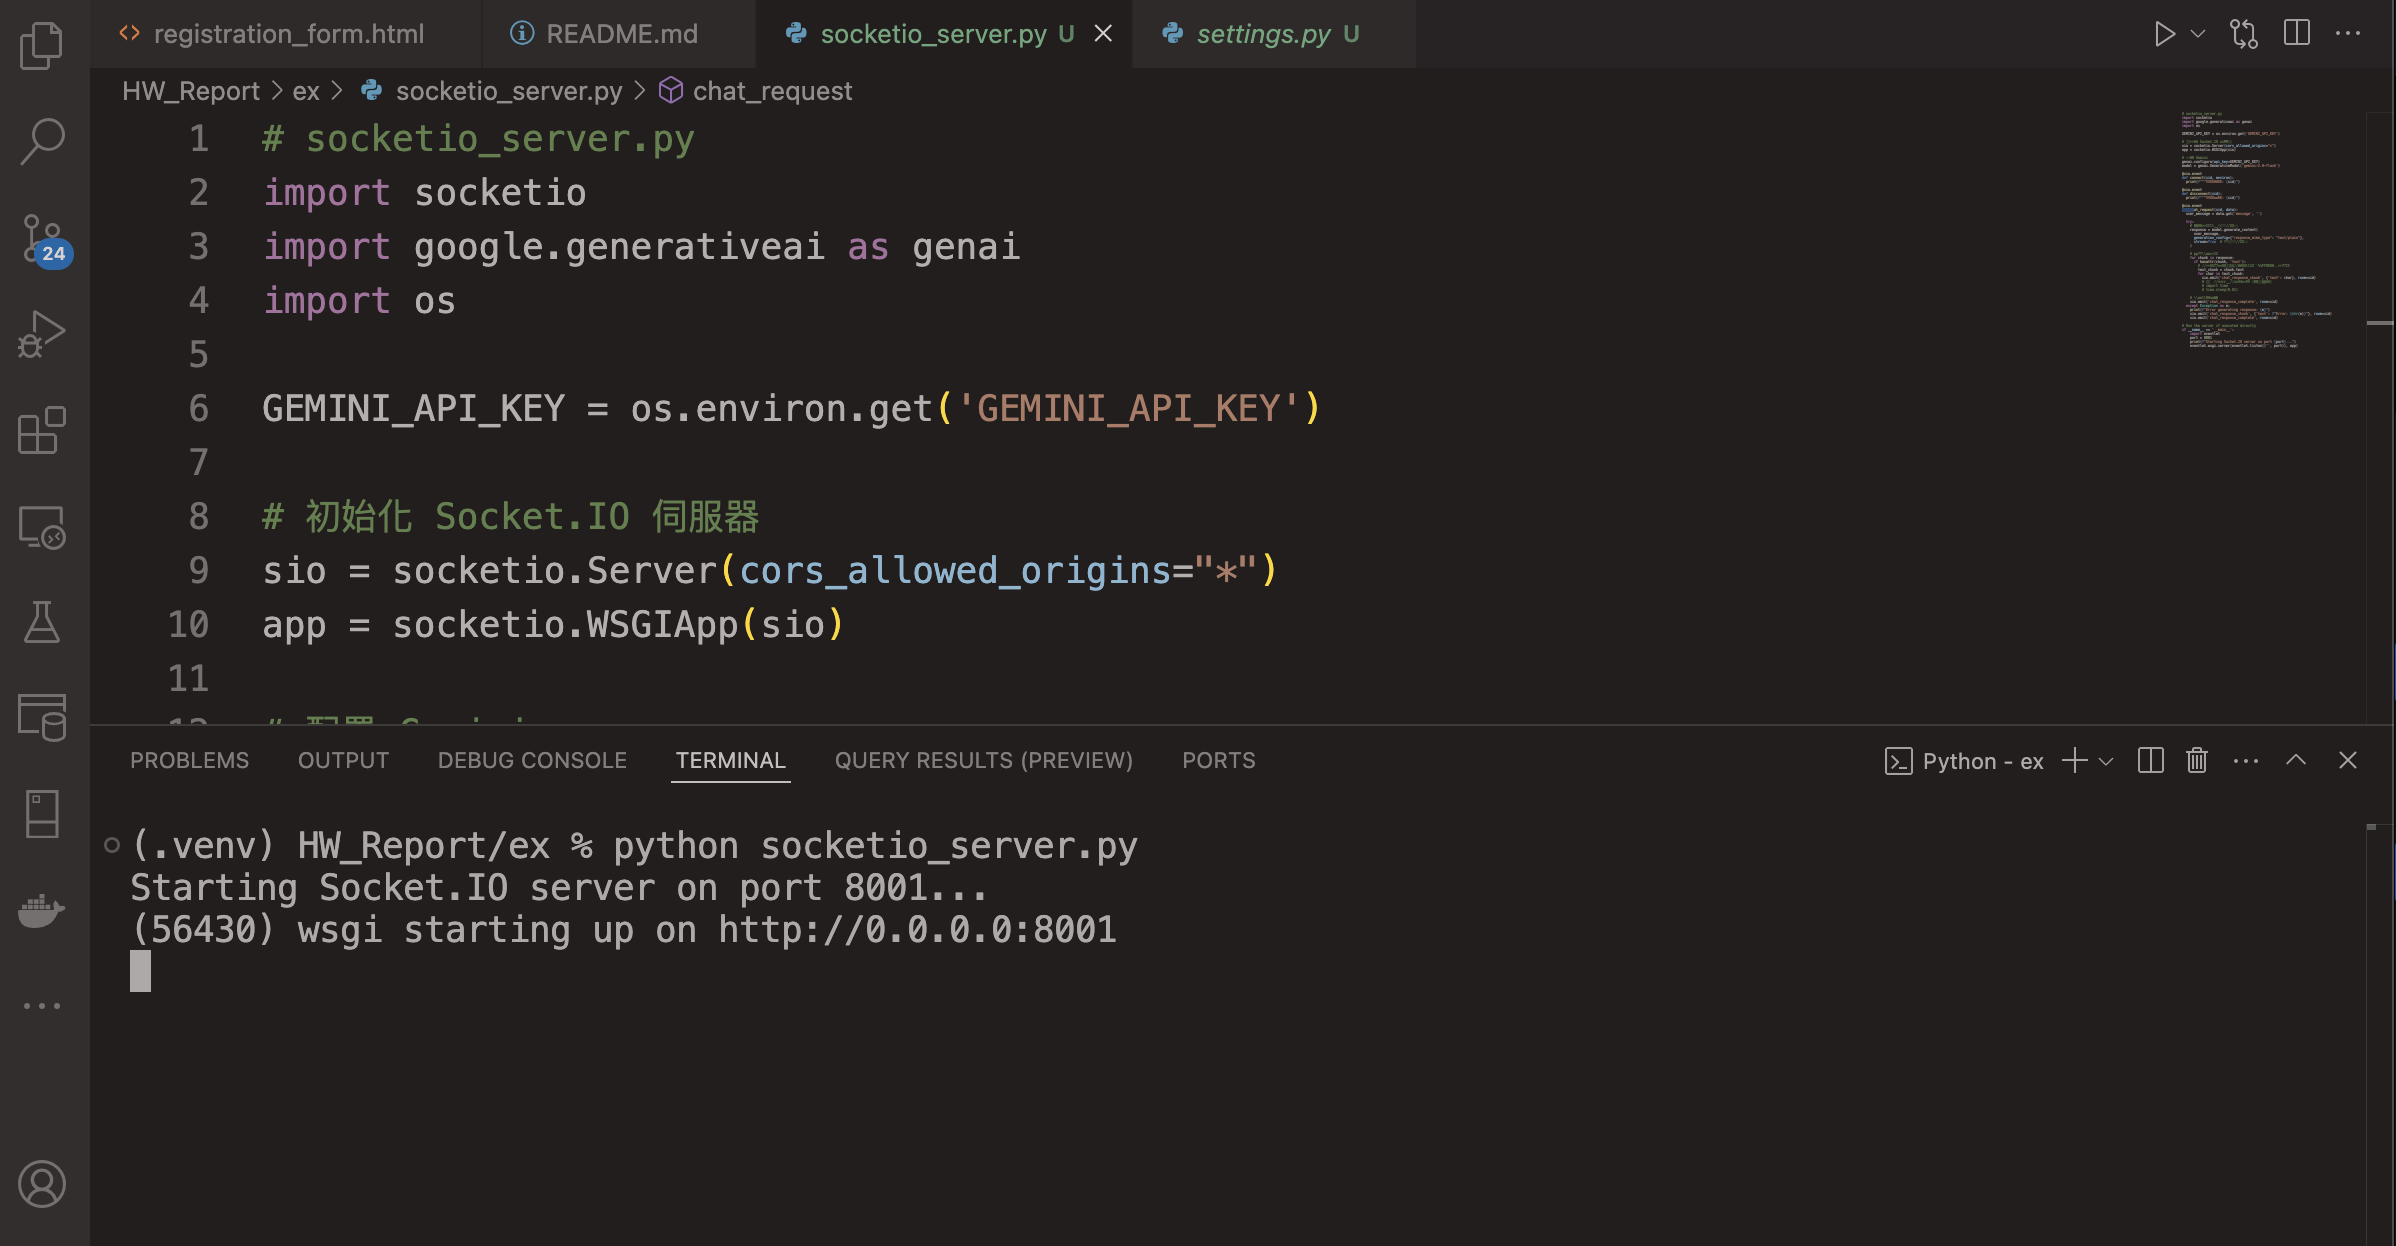 registration_form.html
README.md
socketio_server.py U
settings.py U
HW_Report > ex > socketio_server.py > chat_request
1 # socketio_server.py
2 import socketio
3 import google.generativeai as genai
4 import os
5
6 GEMINI_API_KEY = os.environ.get('GEMINI_API_KEY')
7
8 # 初始化 Socket.IO 伺服器
9 sio = socketio.Server(cors_allowed_origins="*")
10 app = socketio.WSGIApp(sio)
11
24
PROBLEMS OUTPUT DEBUG CONSOLE TERMINAL QUERY RESULTS (PREVIEW) PORTS
Python - ex
(.venv) HW_Report/ex % python socketio_server.py
Starting Socket.IO server on port 8001...
(56430) wsgi starting up on http://0.0.0.0:8001